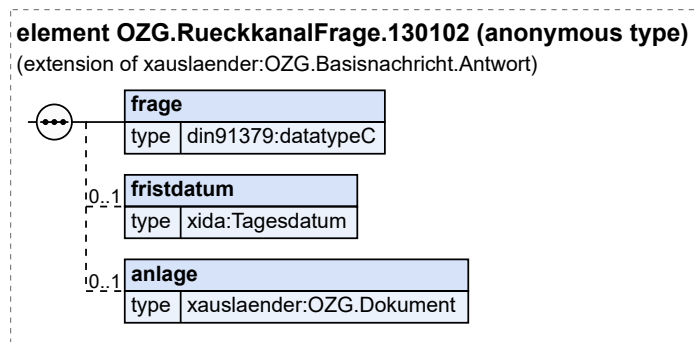 element OZG.RueckkanalFrage.130102 (anonymous type)
(extension of xauslaender:OZG.Basisnachricht.Antwort)
frage
type din91379:datatypeC
0..1 fristdatum
type xida:Tagesdatum
0..1 anlage
type xauslaender:OZG.Dokument